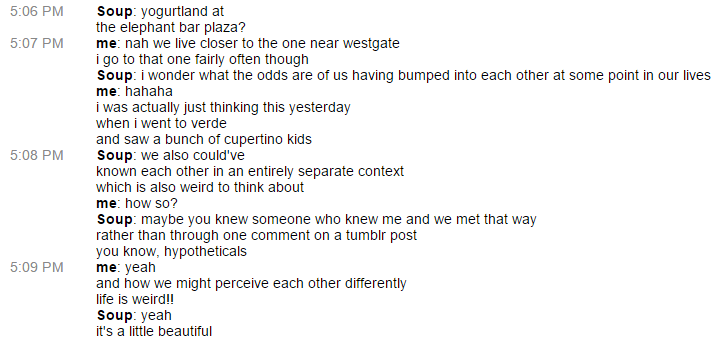 5:06 PM Soup: yogurtland at
the elephant bar plaza?
5:07 PM me: nah we live closer to the one near westgate
i go to that one fairly often though
Soup: i wonder what the odds are of us having bumped into each other at some point in our lives
me: hahaha
i was actually just thinking this yesterday
when i went to verde
and saw a bunch of cupertino kids
5:08 PM Soup: we also could've
known each other in an entirely separate context
which is also weird to think about
me: how so?
Soup: maybe you knew someone who knew me and we met that way
rather than through one comment on a tumblr post
you know, hypotheticals
5:09 PM me: yeah
and how we might perceive each other differently
life is weird!!
Soup: yeah
it's a little beautiful